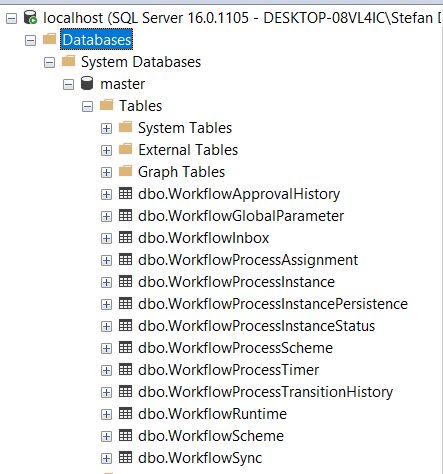 localhost (SQL Server 16.0.1105 - DESKTOP-08VL4IC\Stefan
Databases
System Databases
master
Tables
System Tables
External Tables
Graph Tables
dbo.WorkflowApprovalHistory
dbo.WorkflowGlobalParameter
dbo.WorkflowInbox
dbo.WorkflowProcessAssignment
dbo.WorkflowProcessInstance
dbo.WorkflowProcessInstancePersistence
dbo.WorkflowProcessInstanceStatus
dbo.WorkflowProcessScheme
dbo.WorkflowProcessTimer
dbo.WorkflowProcessTransitionHistory
dbo.WorkflowRuntime
dbo.WorkflowScheme
dbo.WorkflowSync